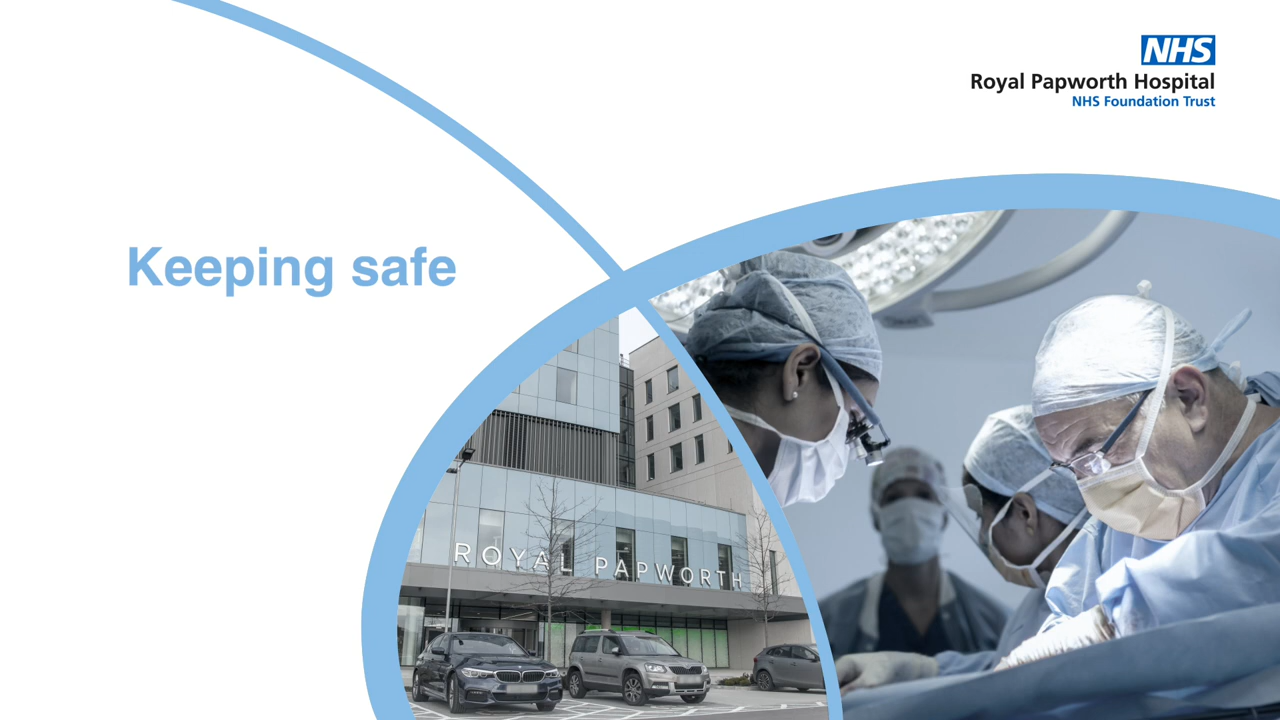 NHS
Royal Papworth Hospital
NHS Foundation Trust
Keeping safe
ROYAL PAPWORTH